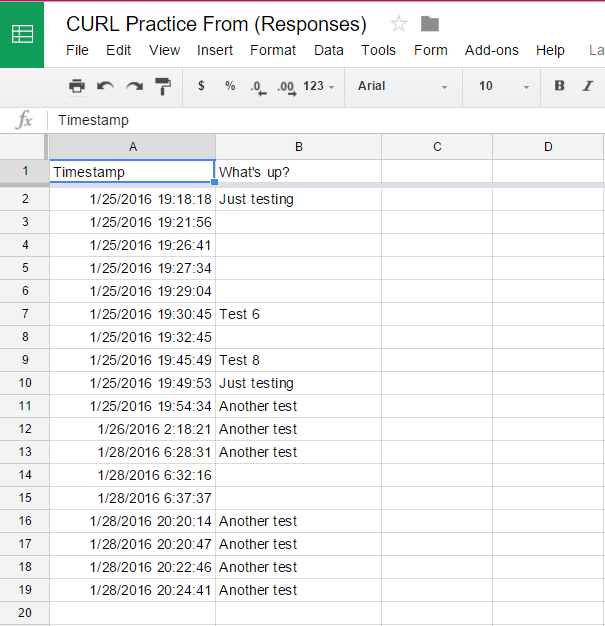 CURL Practice From (Responses)
File Edit View Insert Format Data Tools Form Add-ons Help La
$ % .0 .00 123 Arial 10 B I
fx Timestamp
A B C D
1 Timestamp What's up?
2 1/25/2016 19:18:18 Just testing
3 1/25/2016 19:21:56
4 1/25/2016 19:26:41
5 1/25/2016 19:27:34
6 1/25/2016 19:29:04
7 1/25/2016 19:30:45 Test 6
8 1/25/2016 19:32:45
9 1/25/2016 19:45:49 Test 8
10 1/25/2016 19:49:53 Just testing
11 1/25/2016 19:54:34 Another test
12 1/26/2016 2:18:21 Another test
13 1/28/2016 6:28:31 Another test
14 1/28/2016 6:32:16
15 1/28/2016 6:37:37
16 1/28/2016 20:20:14 Another test
17 1/28/2016 20:20:47 Another test
18 1/28/2016 20:22:46 Another test
19 1/28/2016 20:24:41 Another test
20